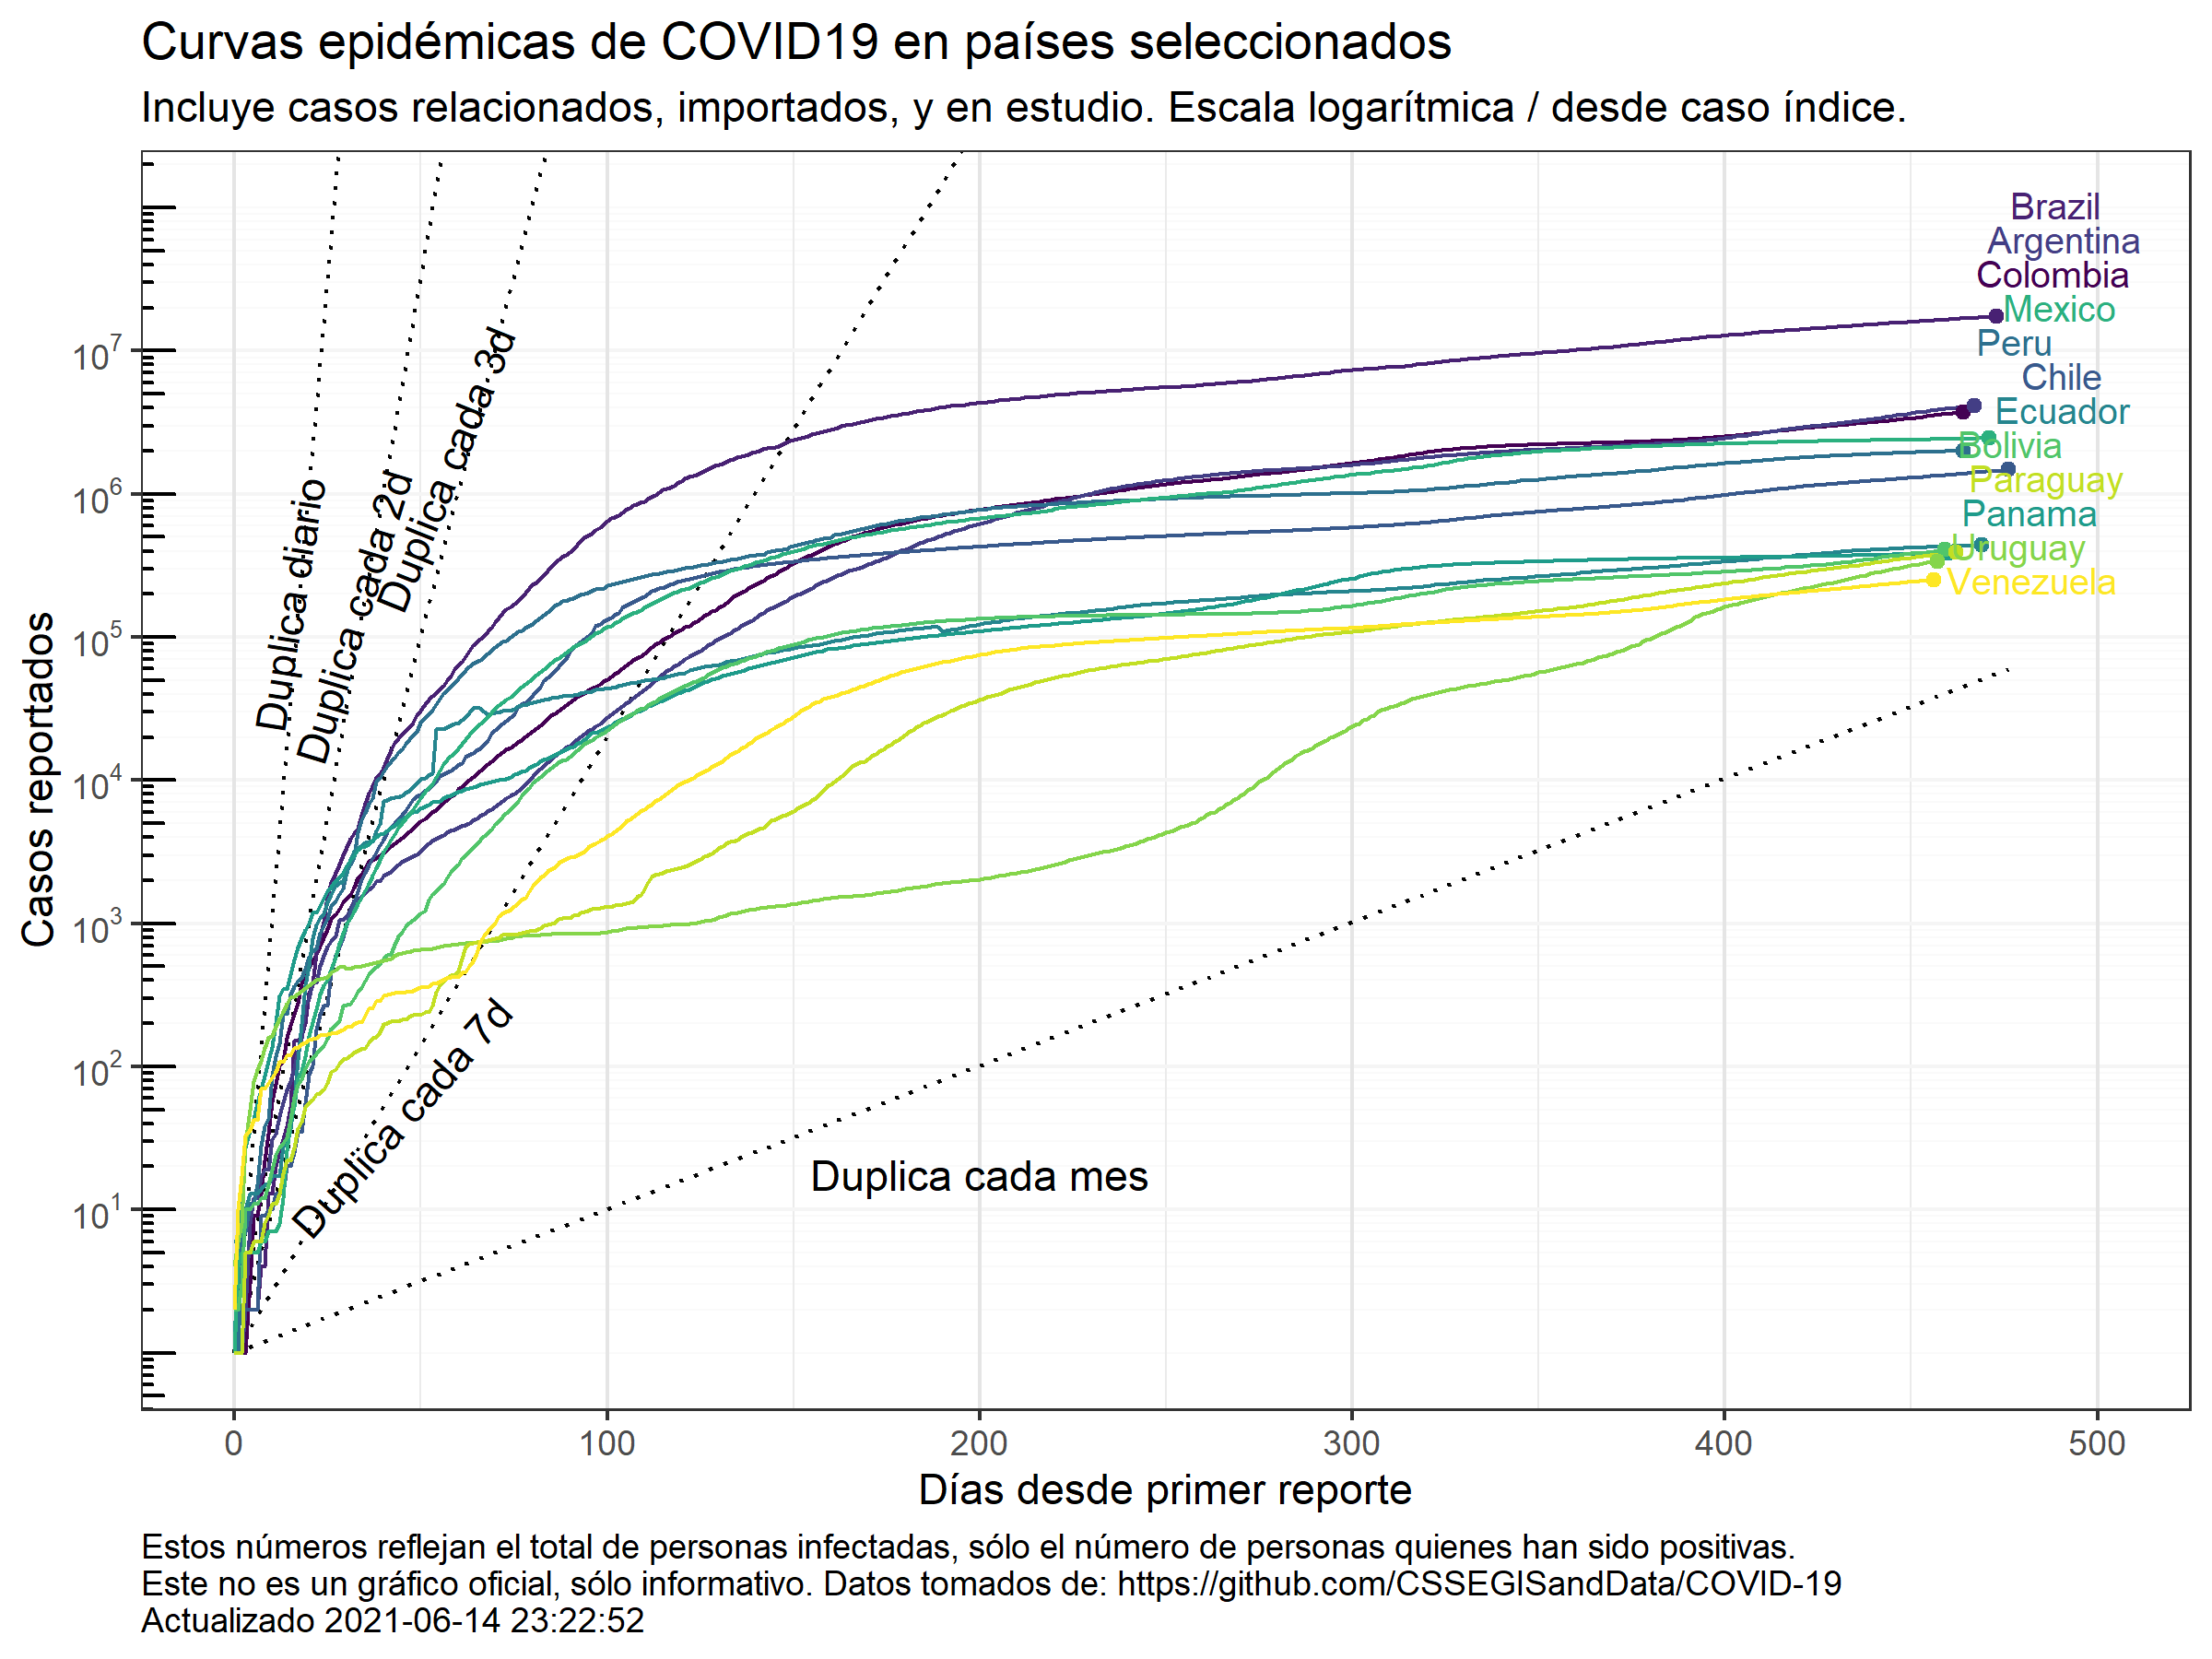 Curvas epidémicas de COVID19 en países seleccionados
Incluye casos relacionados, importados, y en estudio. Escala logarítmica / desde caso índice.
Casos reportados
10^7
10^6
10^5
10^4
10^3
10^2
10^1
Duplica diario
Duplica cada 2d
Duplica cada 3d
Duplica cada 7d
Duplica cada mes
Brazil
Argentina
Colombia
Mexico
Peru
Chile
Ecuador
Bolivia
Paraguay
Panama
Uruguay
Venezuela
0 100 200 300 400 500
Días desde primer reporte
Estos números reflejan el total de personas infectadas, sólo el número de personas quienes han sido positivas.
Este no es un gráfico oficial, sólo informativo. Datos tomados de: https://github.com/CSSEGISandData/COVID-19
Actualizado 2021-06-14 23:22:52